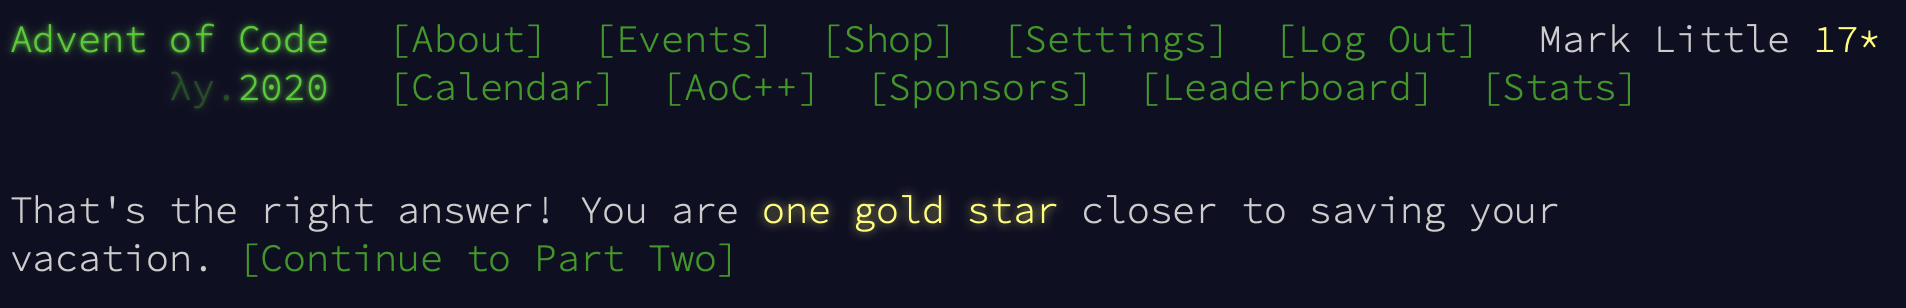 Advent of Code [About] [Events] [Shop] [Settings] [Log Out] Mark Little 17*
λy.2020 [Calendar] [AoC++] [Sponsors] [Leaderboard] [Stats]
That's the right answer! You are one gold star closer to saving your
vacation. [Continue to Part Two]